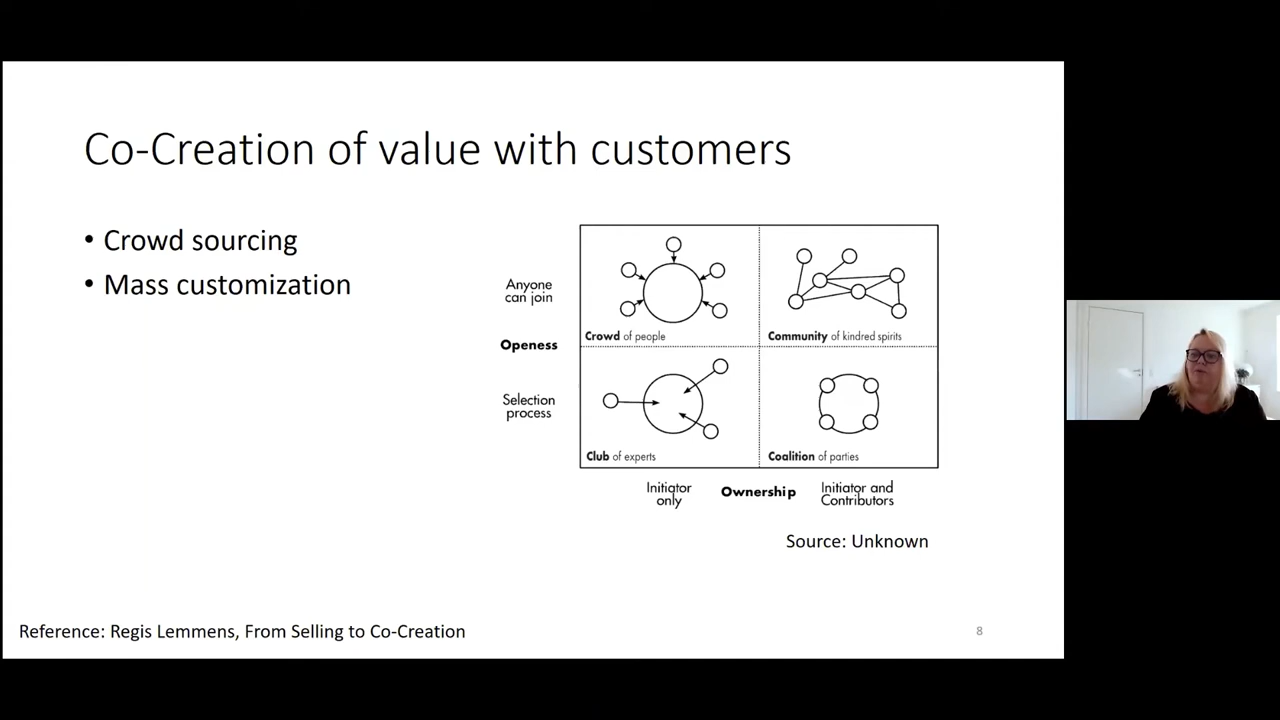 Co-Creation of value with customers
• Crowd sourcing
• Mass customization
Anyone
can join
Openness
Selection
process
Crowd of people
Community of kindred spirits
Club of experts
Coalition of parties
Initiator
only
Ownership
Initiator and
Contributors
Source: Unknown
Reference: Regis Lemmens, From Selling to Co-Creation
8